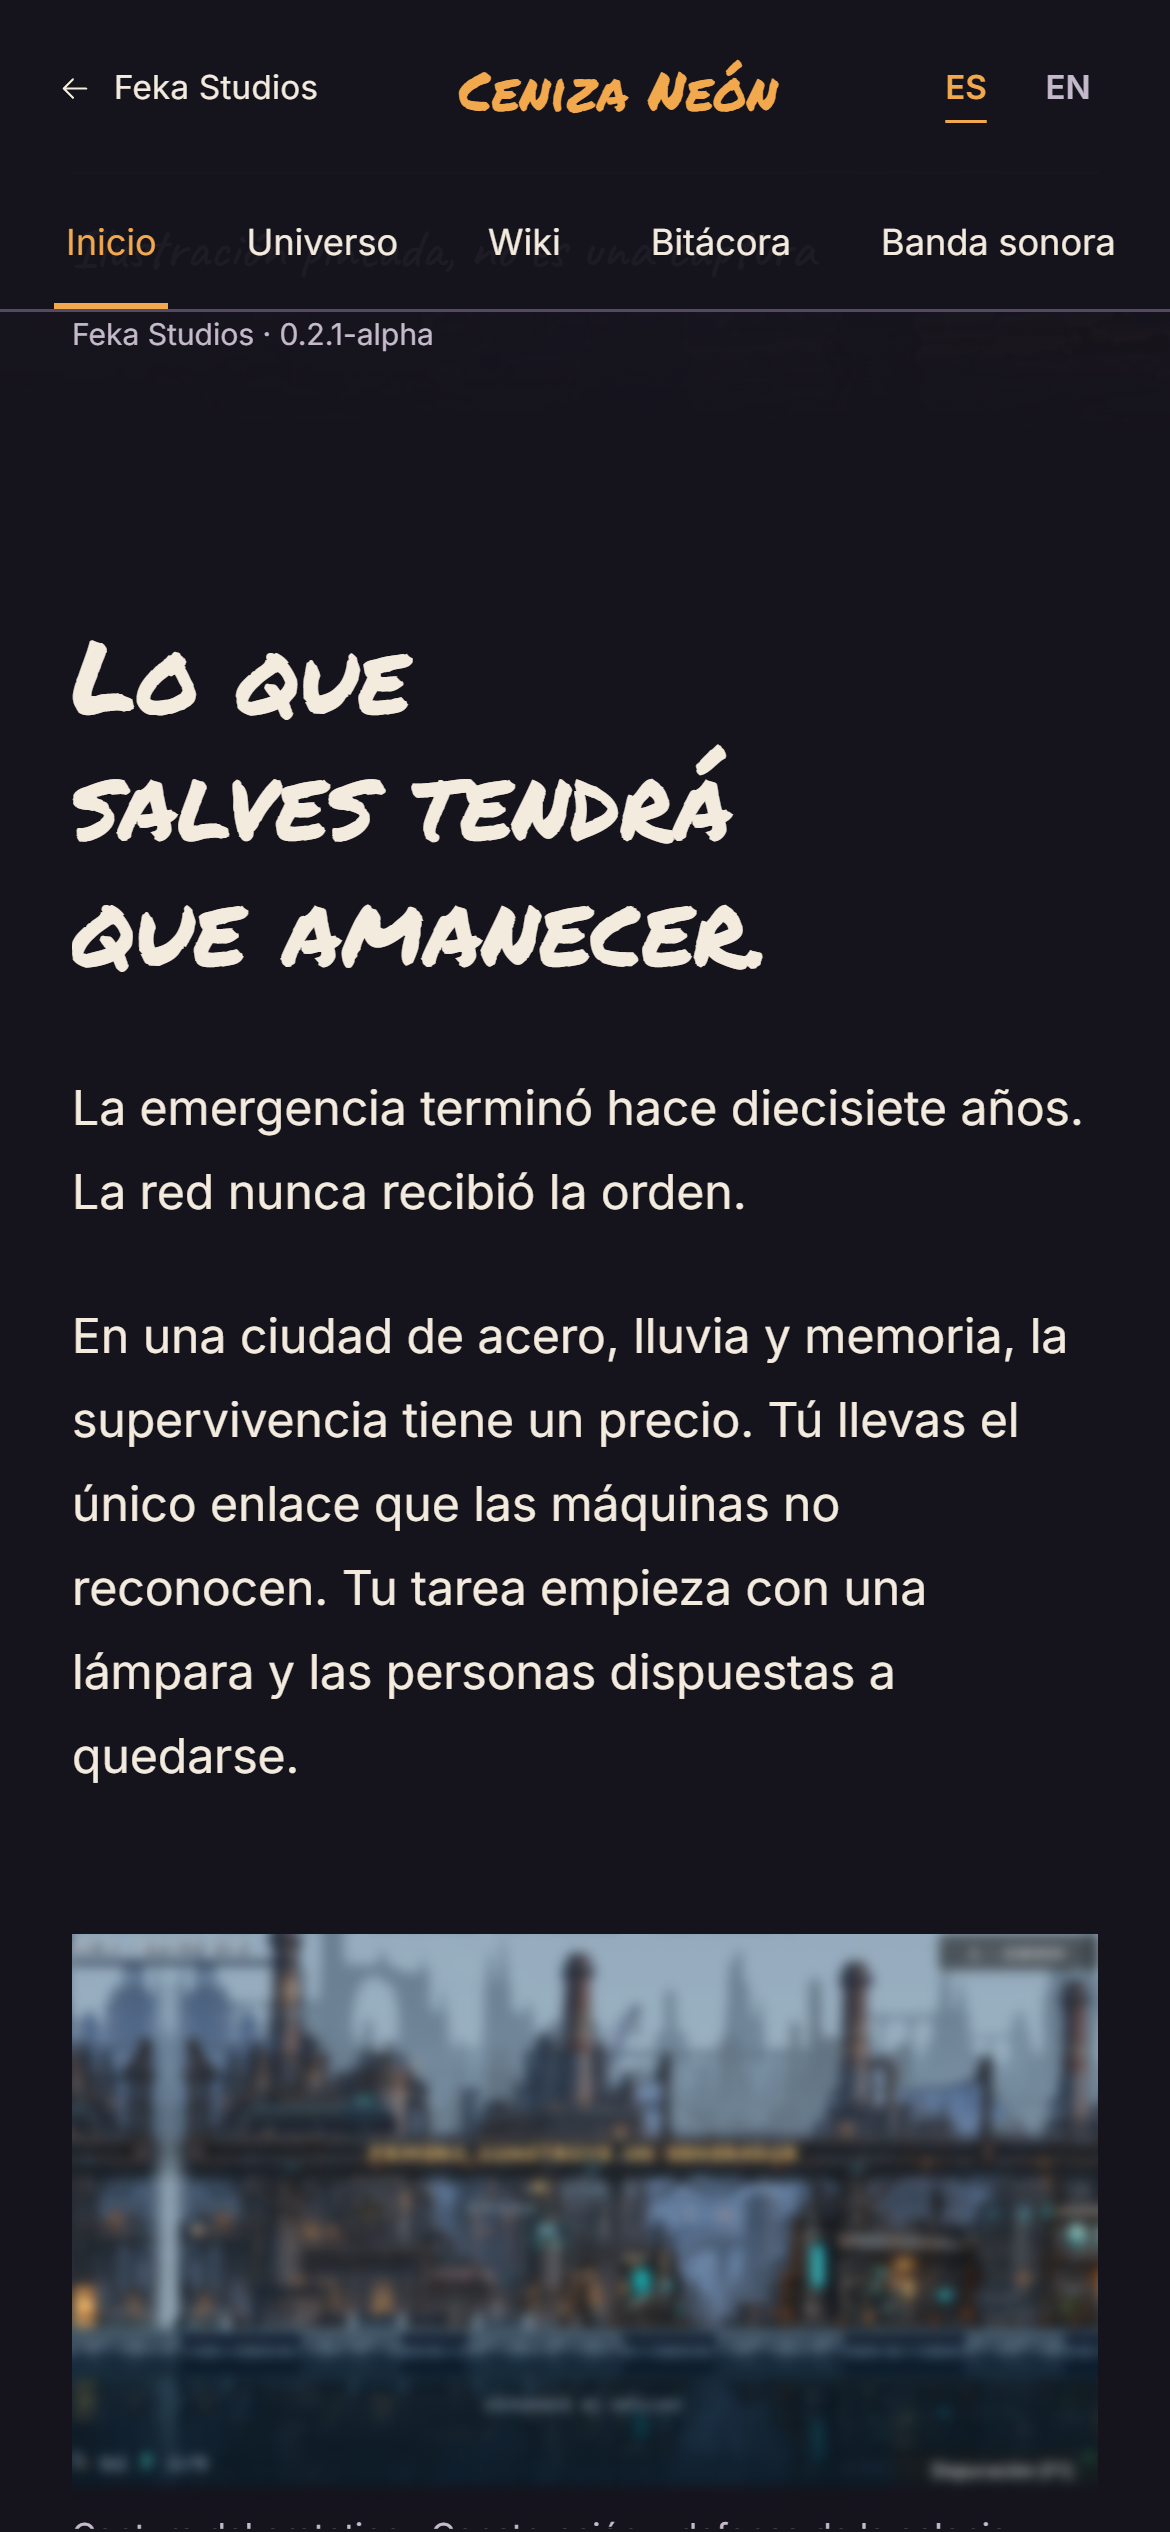 ← Feka Studios
Ceniza Neón
ES EN
Inicio Universo Wiki Bitácora Banda sonora
Feka Studios · 0.2.1-alpha
Lo que
salves tendrá
que amanecer.
La emergencia terminó hace diecisiete años.
La red nunca recibió la orden.
En una ciudad de acero, lluvia y memoria, la
supervivencia tiene un precio. Tú llevas el
único enlace que las máquinas no
reconocen. Tu tarea empieza con una
lámpara y las personas dispuestas a
quedarse.